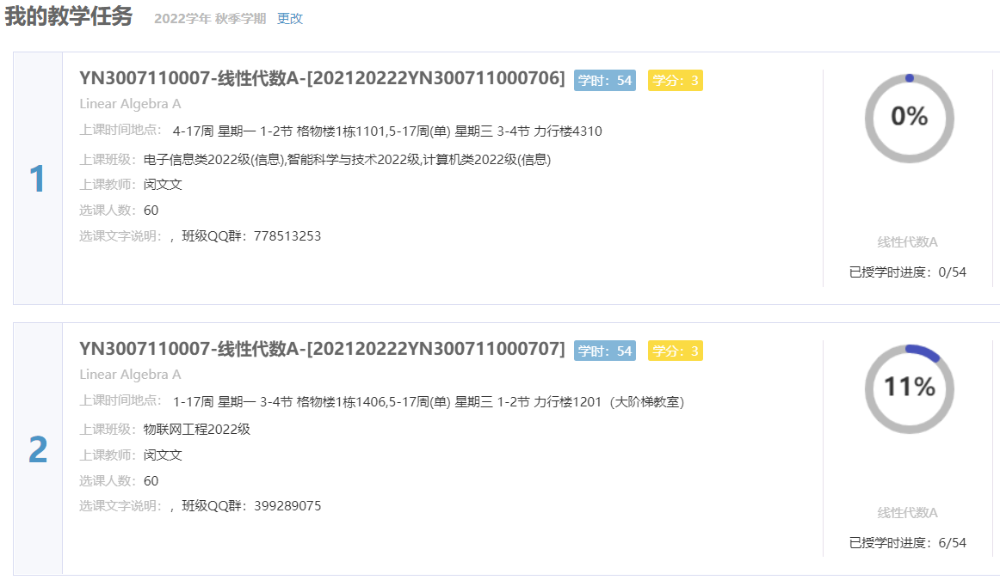 我的教学任务 2022学年 秋季学期 更改
1
YN3007110007-线性代数A-[202120222YN300711000706] 学时：54 学分：3
Linear Algebra A
上课时间地点： 4-17周 星期一 1-2节 格物楼1栋1101,5-17周(单) 星期三 3-4节 力行楼4310
上课班级：电子信息类2022级(信息),智能科学与技术2022级,计算机类2022级(信息)
上课教师：闵文文
选课人数：60
选课文字说明：，班级QQ群：778513253
0%
线性代数A
已授学时进度：0/54
2
YN3007110007-线性代数A-[202120222YN300711000707] 学时：54 学分：3
Linear Algebra A
上课时间地点： 1-17周 星期一 3-4节 格物楼1栋1406,5-17周(单) 星期三 1-2节 力行楼1201（大阶梯教室）
上课班级：物联网工程2022级
上课教师：闵文文
选课人数：60
选课文字说明：，班级QQ群：399289075
11%
线性代数A
已授学时进度：6/54